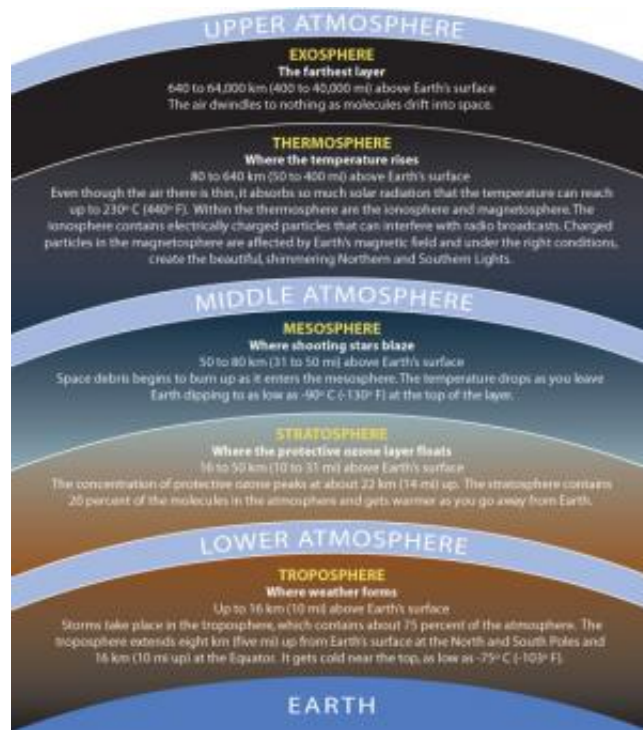 UPPER ATMOSPHERE
EXOSPHERE
The farthest layer
640 to 64,000 km (400 to 40,000 mi) above Earth's surface
The air dwindles to nothing as molecules drift into space.
THERMOSPHERE
Where the temperature rises
80 to 640 km (50 to 400 mi) above Earth's surface
Even though the air there is thin, it absorbs so much solar radiation that the temperature can reach
up to 230º C (440º F). Within the thermosphere are the ionosphere and magnetosphere. The
ionosphere contains electrically charged particles that can interfere with radio broadcasts. Charged
particles in the magnetosphere are affected by Earth's magnetic field and under the right conditions,
create the beautiful, shimmering Northern and Southern Lights.
MIDDLE ATMOSPHERE
MESOSPHERE
Where shooting stars blaze
50 to 80 km (31 to 50 mi) above Earth's surface
Space debris begins to burn up as it enters the mesosphere. The temperature drops as you leave
Earth dipping to as low as -90º C (-130º F) at the top of the layer.
STRATOSPHERE
Where the protective ozone layer floats
16 to 50 km (10 to 31 mi) above Earth's surface
The concentration of protective ozone peaks at about 22 km (14 mi) up. The stratosphere contains
20 percent of the molecules in the atmosphere and gets warmer as you go away from Earth.
LOWER ATMOSPHERE
TROPOSPHERE
Where weather forms
Up to 16 km (10 mi) above Earth's surface
Storms take place in the troposphere, which contains about 75 percent of the atmosphere. The
troposphere extends eight km (five mi) up from Earth's surface at the North and South Poles and
16 km (10 mi up) at the Equator. It gets cold near the top, as low as -75º C (-103º F).
EARTH